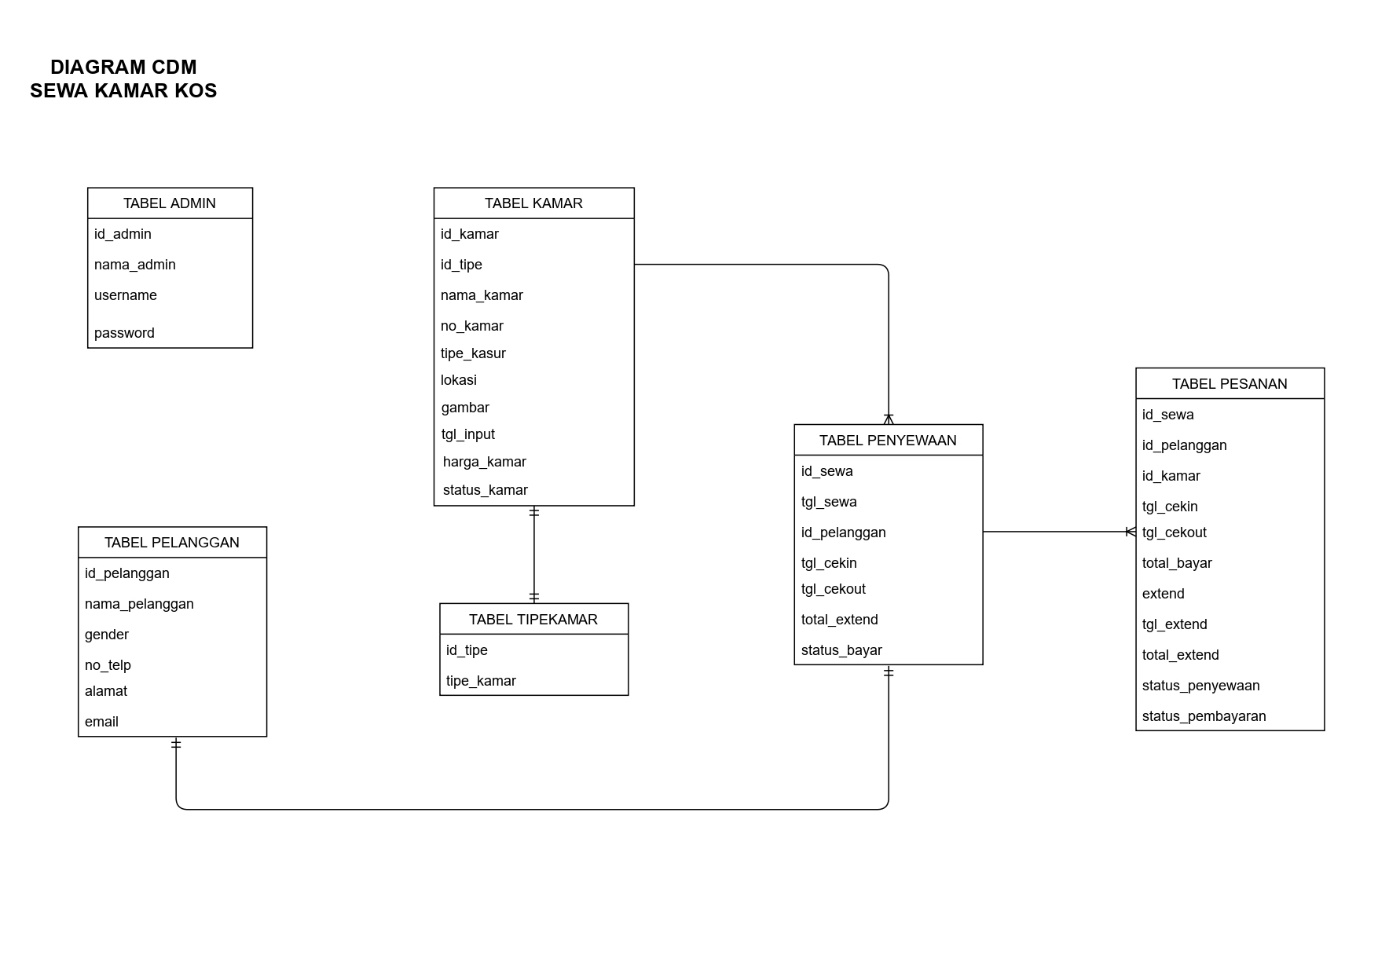 DIAGRAM CDM
SEWA KAMAR KOS
TABEL ADMIN
id_admin
nama_admin
username
password
TABEL KAMAR
id_kamar
id_tipe
nama_kamar
no_kamar
tipe_kasur
lokasi
gambar
tgl_input
harga_kamar
status_kamar
TABEL PELANGGAN
id_pelanggan
nama_pelanggan
gender
no_telp
alamat
email
TABEL TIPEKAMAR
id_tipe
tipe_kamar
TABEL PENYEWAAN
id_sewa
tgl_sewa
id_pelanggan
tgl_cekin
tgl_cekout
total_extend
status_bayar
TABEL PESANAN
id_sewa
id_pelanggan
id_kamar
tgl_cekin
tgl_cekout
total_bayar
extend
tgl_extend
total_extend
status_penyewaan
status_pembayaran